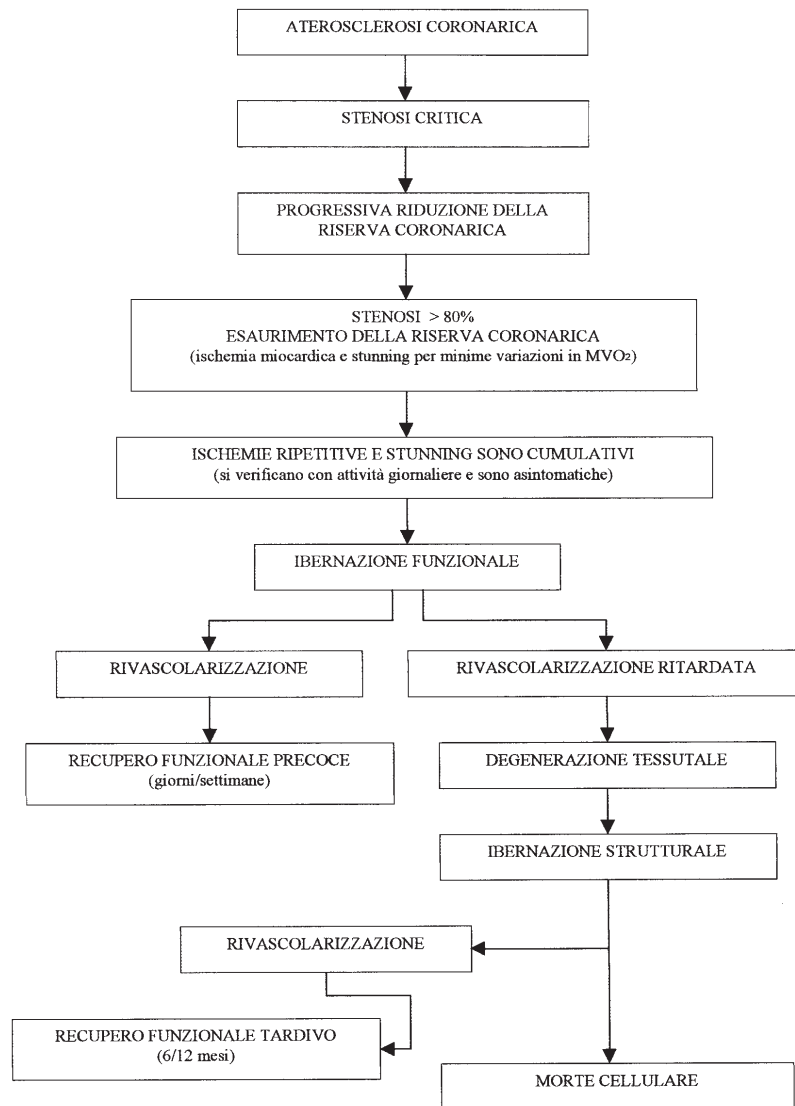 ATEROSCLEROSI CORONARICA
STENOSI CRITICA
PROGRESSIVA RIDUZIONE DELLA
RISERVA CORONARICA
STENOSI > 80%
ESAURIMENTO DELLA RISERVA CORONARICA
(ischemia miocardica e stunning per minime variazioni in MVO₂)
ISCHEMIE RIPETITIVE E STUNNING SONO CUMULATIVI
(si verificano con attività giornaliere e sono asintomatiche)
IBERNAZIONE FUNZIONALE
RIVASCOLARIZZAZIONE
RIVASCOLARIZZAZIONE RITARDATA
RECUPERO FUNZIONALE PRECOCE
(giorni/settimane)
DEGENERAZIONE TESSUTALE
IBERNAZIONE STRUTTURALE
RIVASCOLARIZZAZIONE
RECUPERO FUNZIONALE TARDIVO
(6/12 mesi)
MORTE CELLULARE